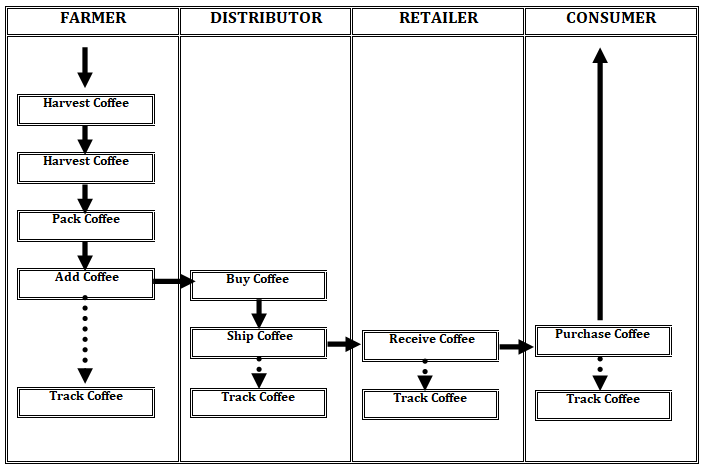 FARMER
DISTRIBUTOR
RETAILER
CONSUMER
Harvest Coffee
Harvest Coffee
Pack Coffee
Add Coffee
Track Coffee
Buy Coffee
Ship Coffee
Track Coffee
Receive Coffee
Track Coffee
Purchase Coffee
Track Coffee